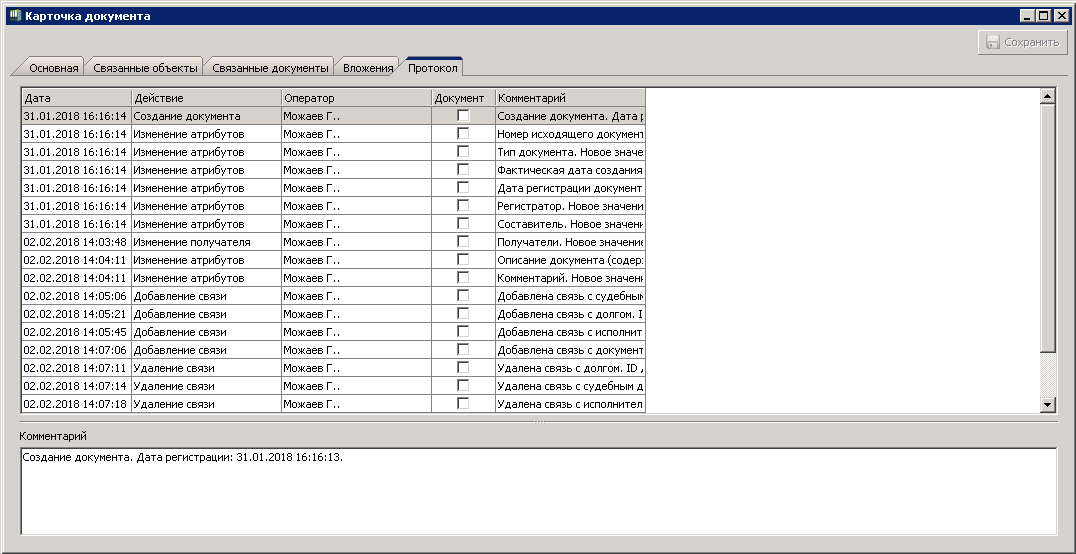 Карточка документа
Сохранить
Основная Связанные объекты Связанные документы Вложения Протокол
Дата Действие Оператор Документ Комментарий
31.01.2018 16:16:14 Создание документа Можаев Г.. Создание документа. Дата р
31.01.2018 16:16:14 Изменение атрибутов Можаев Г.. Номер исходящего документ
31.01.2018 16:16:14 Изменение атрибутов Можаев Г.. Тип документа. Новое значе
31.01.2018 16:16:14 Изменение атрибутов Можаев Г.. Фактическая дата создания
31.01.2018 16:16:14 Изменение атрибутов Можаев Г.. Дата регистрации документ
31.01.2018 16:16:14 Изменение атрибутов Можаев Г.. Регистратор. Новое значени
31.01.2018 16:16:14 Изменение атрибутов Можаев Г.. Составитель. Новое значен
02.02.2018 14:03:48 Изменение получателя Можаев Г.. Получатели. Новое значение
02.02.2018 14:04:11 Изменение атрибутов Можаев Г.. Описание документа (содер
02.02.2018 14:04:11 Изменение атрибутов Можаев Г.. Комментарий. Новое значен
02.02.2018 14:05:06 Добавление связи Можаев Г.. Добавлена связь с судебным
02.02.2018 14:05:21 Добавление связи Можаев Г.. Добавлена связь с долгом. I
02.02.2018 14:05:45 Добавление связи Можаев Г.. Добавлена связь с исполнит
02.02.2018 14:07:06 Добавление связи Можаев Г.. Добавлена связь с документ
02.02.2018 14:07:11 Удаление связи Можаев Г.. Удалена связь с долгом. ID
02.02.2018 14:07:14 Удаление связи Можаев Г.. Удалена связь с судебным д
02.02.2018 14:07:18 Удаление связи Можаев Г.. Удалена связь с исполнител
Комментарий
Создание документа. Дата регистрации: 31.01.2018 16:16:13.